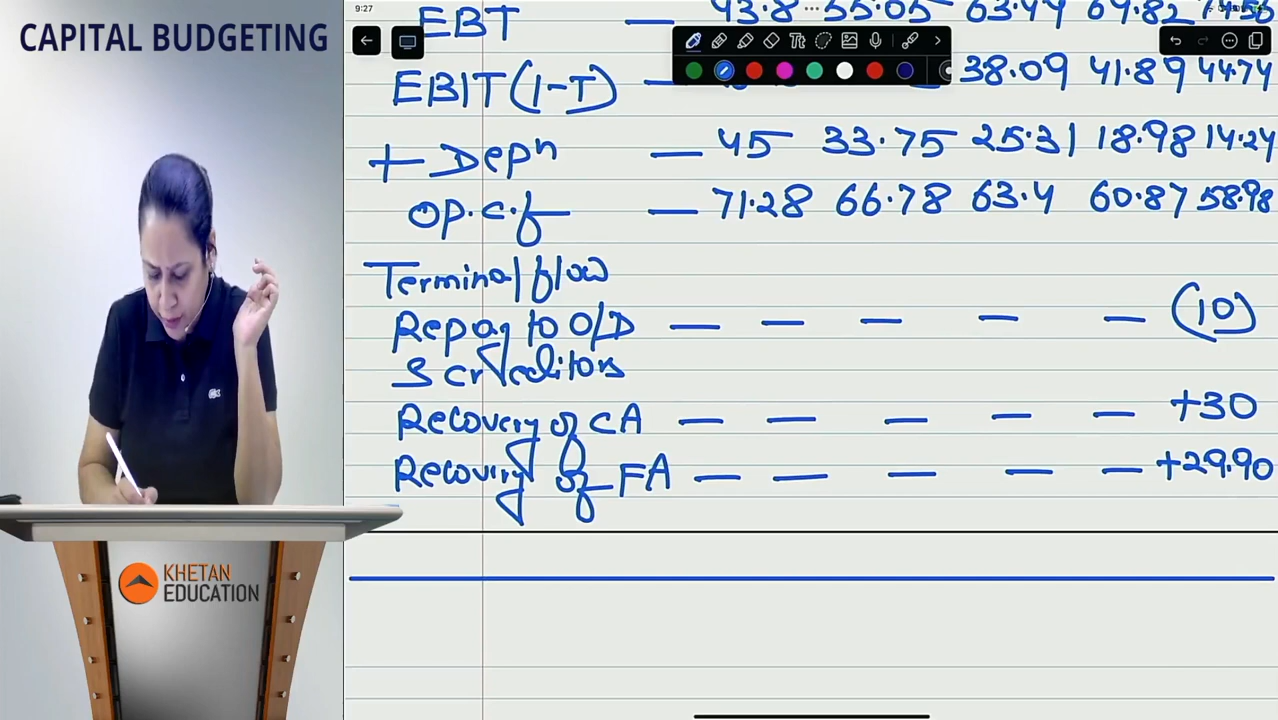 CAPITAL BUDGETING
9:27
EBT — 43.8 55.05 63.49 69.82
EBIT (1-T) — 38.09 41.89 44.74
+ Depⁿ — 45 33.75 25.31 18.98 14.24
Op.c.f — 71.28 66.78 63.4 60.87 58.98
Terminal flow
Repay to O/D — — — — — (10)
& creditors
Recovery of CA — — — — — +30
Recovery of FA — — — — — +29.90
KHETAN
EDUCATION